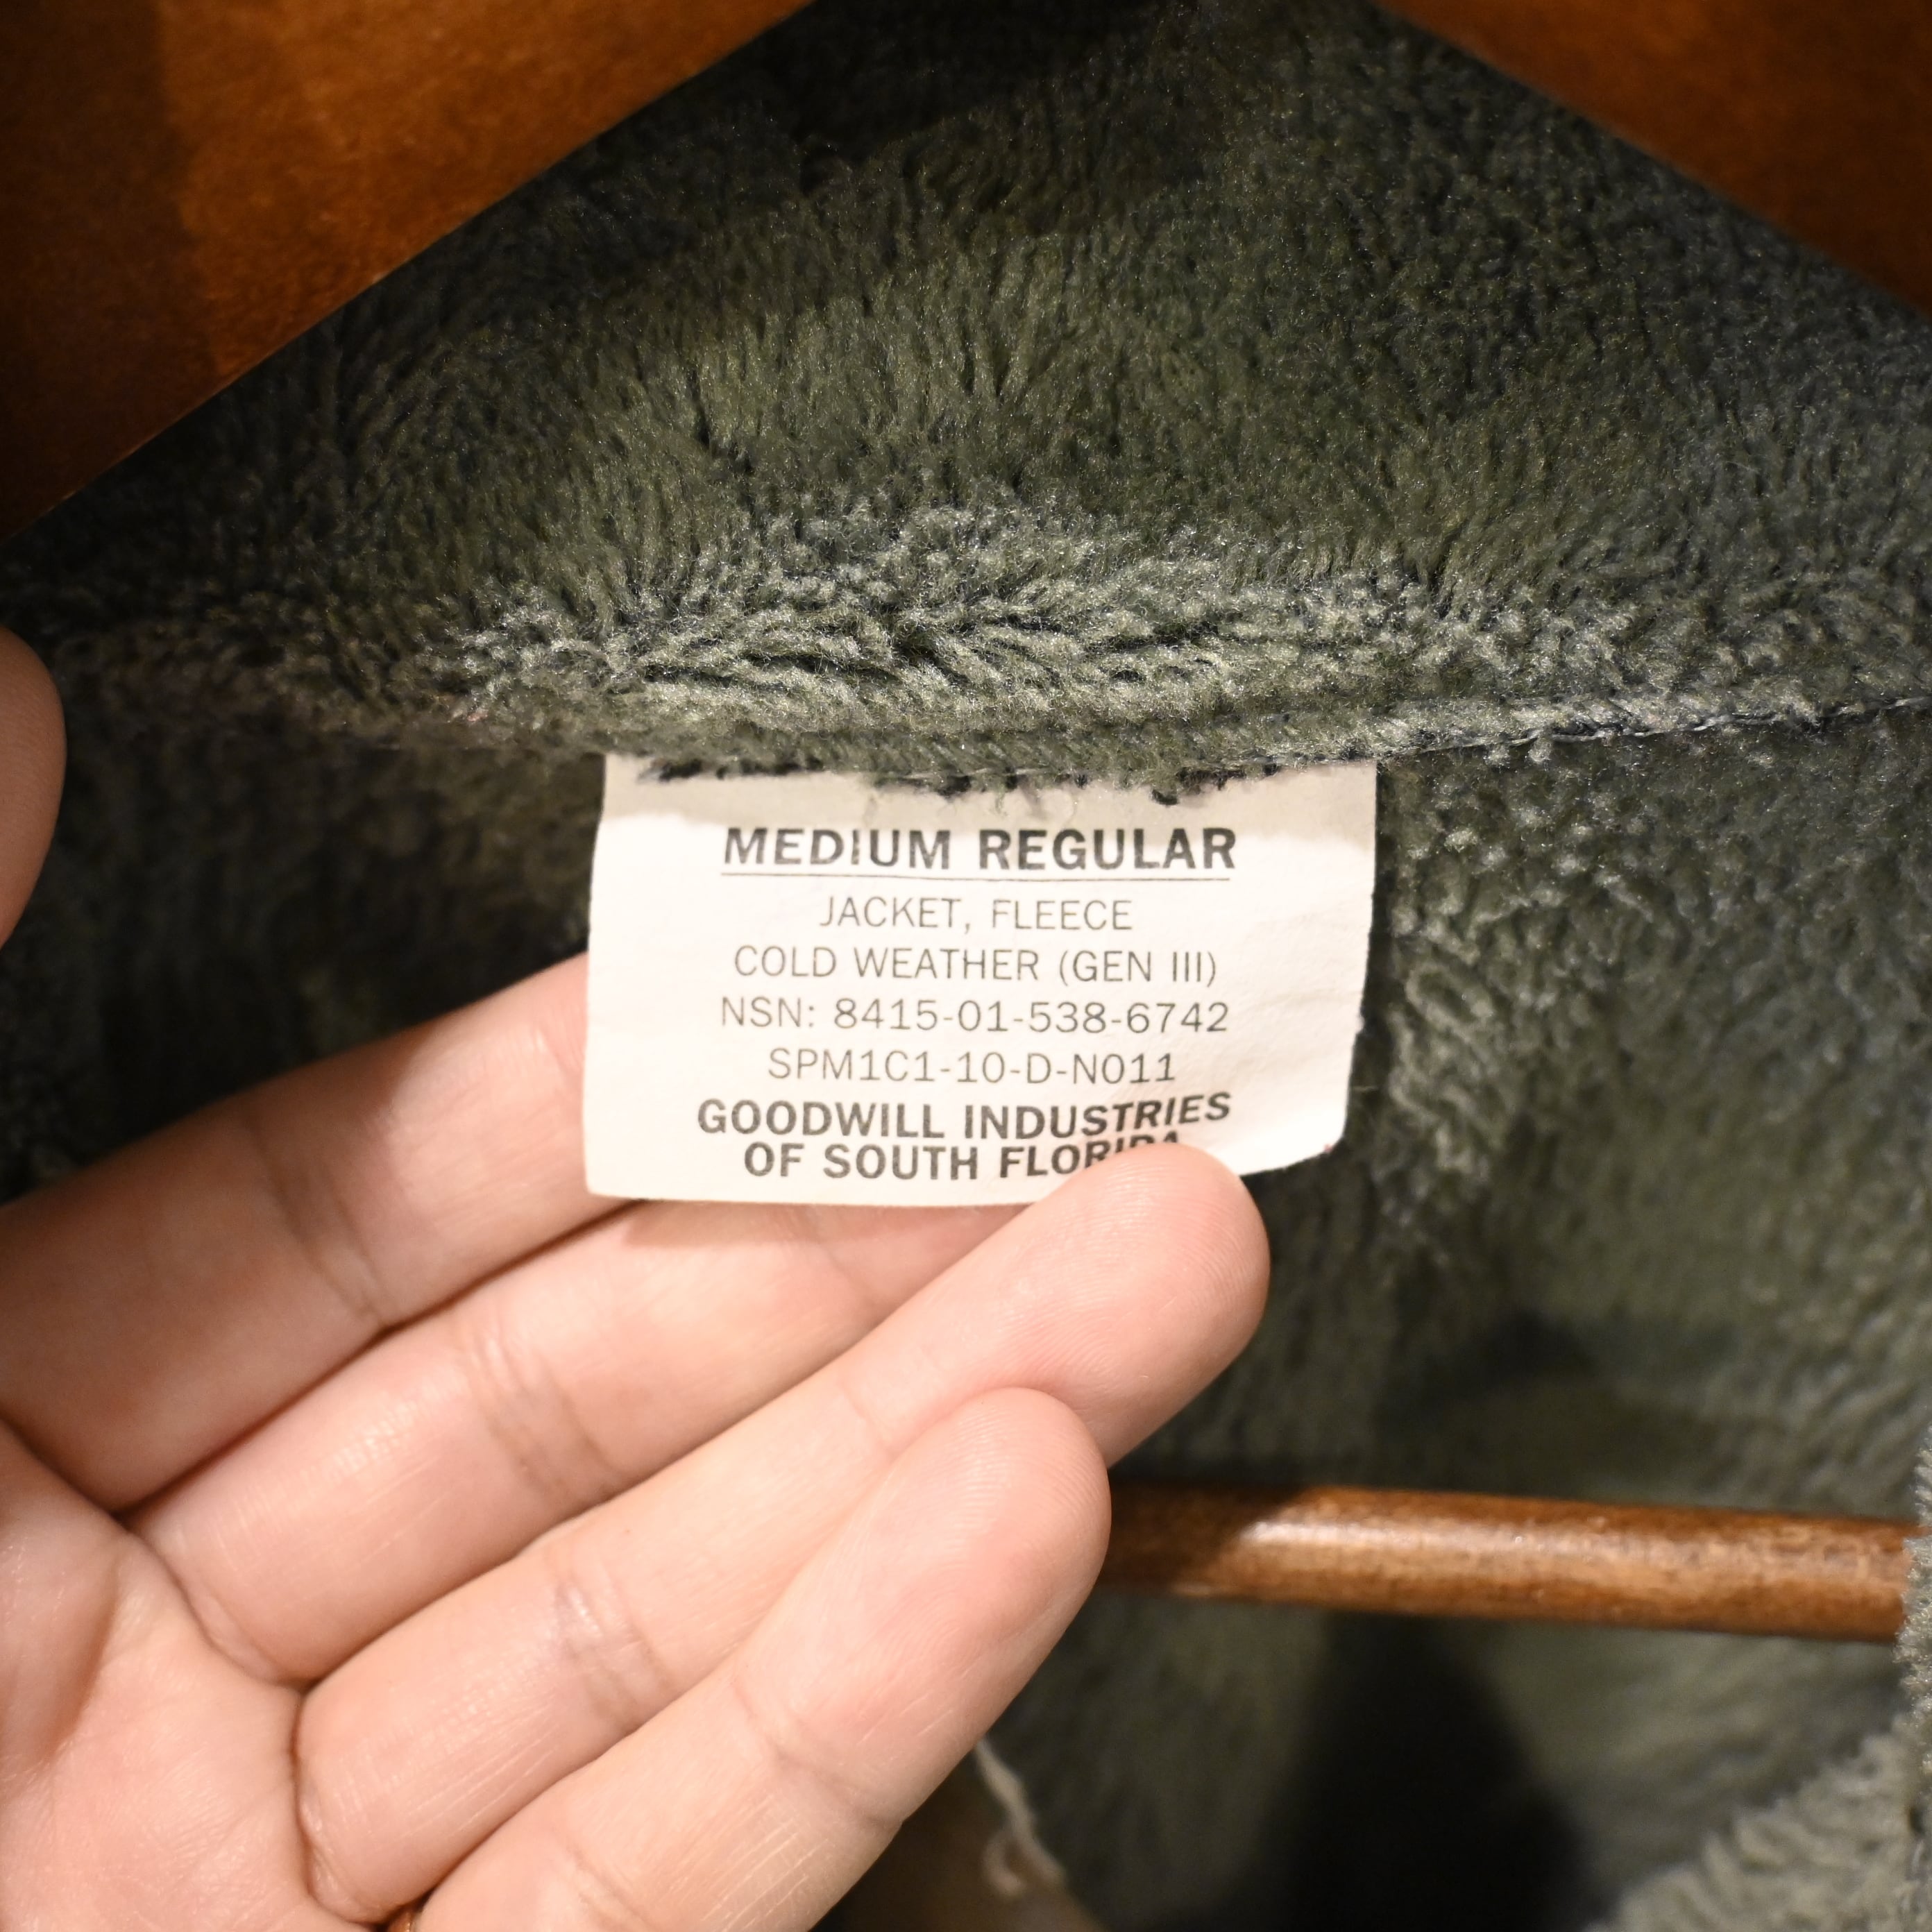 MEDIUM REGULAR
JACKET, FLEECE
COLD WEATHER (GEN III)
NSN: 8415-01-538-6742
SPM1C1-10-D-N011
GOODWILL INDUSTRIES
OF SOUTH FLORIDA